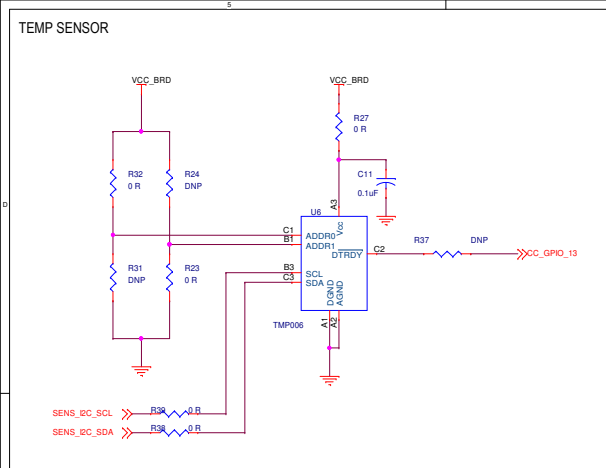 5
TEMP SENSOR
VCC_BRD
VCC_BRD
R27
0 R
R32
0 R
R24
DNP
C11
0.1uF
D
U6
A3
Vcc
C1
ADDR0
B1
ADDR1
DTRDY
C2
R37
DNP
CC_GPIO_13
R31
DNP
R23
0 R
B3
SCL
C3
SDA
DGND
AGND
A1
A2
TMP006
SENS_I2C_SCL
R39
0 R
SENS_I2C_SDA
R38
0 R